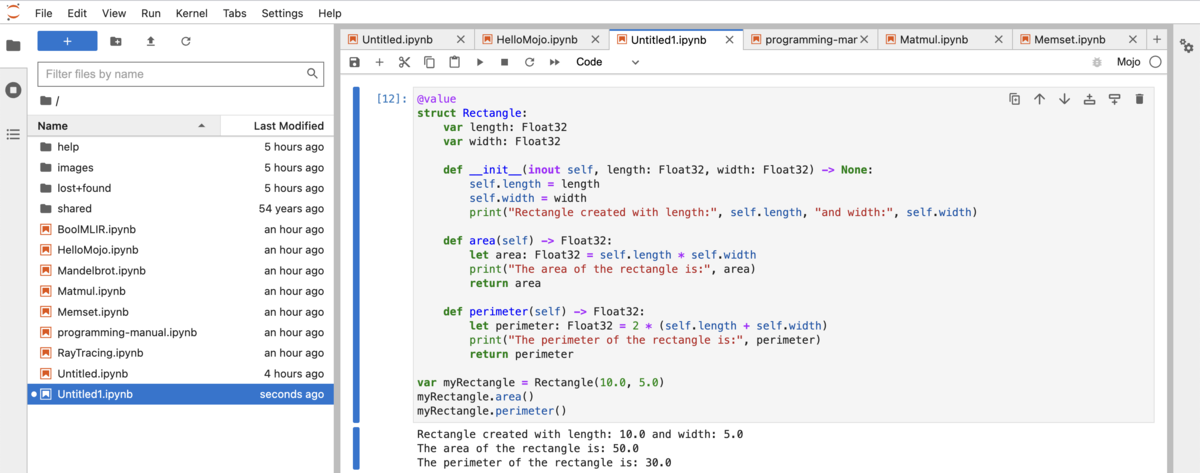 File Edit View Run Kernel Tabs Settings Help
+
Filter files by name
/
Name Last Modified
help 5 hours ago
images 5 hours ago
lost+found 5 hours ago
shared 54 years ago
BoolMLIR.ipynb an hour ago
HelloMojo.ipynb an hour ago
Mandelbrot.ipynb an hour ago
Matmul.ipynb an hour ago
Memset.ipynb an hour ago
programming-manual.ipynb an hour ago
RayTracing.ipynb an hour ago
Untitled.ipynb 4 hours ago
Untitled1.ipynb seconds ago
Untitled.ipynb HelloMojo.ipynb Untitled1.ipynb programming-mar Matmul.ipynb Memset.ipynb
Code Mojo
[12]: @value
struct Rectangle:
    var length: Float32
    var width: Float32

    def __init__(inout self, length: Float32, width: Float32) -> None:
        self.length = length
        self.width = width
        print("Rectangle created with length:", self.length, "and width:", self.width)

    def area(self) -> Float32:
        let area: Float32 = self.length * self.width
        print("The area of the rectangle is:", area)
        return area

    def perimeter(self) -> Float32:
        let perimeter: Float32 = 2 * (self.length + self.width)
        print("The perimeter of the rectangle is:", perimeter)
        return perimeter

var myRectangle = Rectangle(10.0, 5.0)
myRectangle.area()
myRectangle.perimeter()
Rectangle created with length: 10.0 and width: 5.0
The area of the rectangle is: 50.0
The perimeter of the rectangle is: 30.0